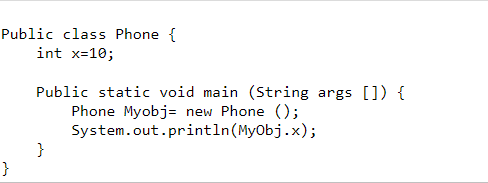 Public class Phone {
    int x=10;
    Public static void main (String args []) {
        Phone Myobj= new Phone ();
        System.out.println(MyObj.x);
    }
}